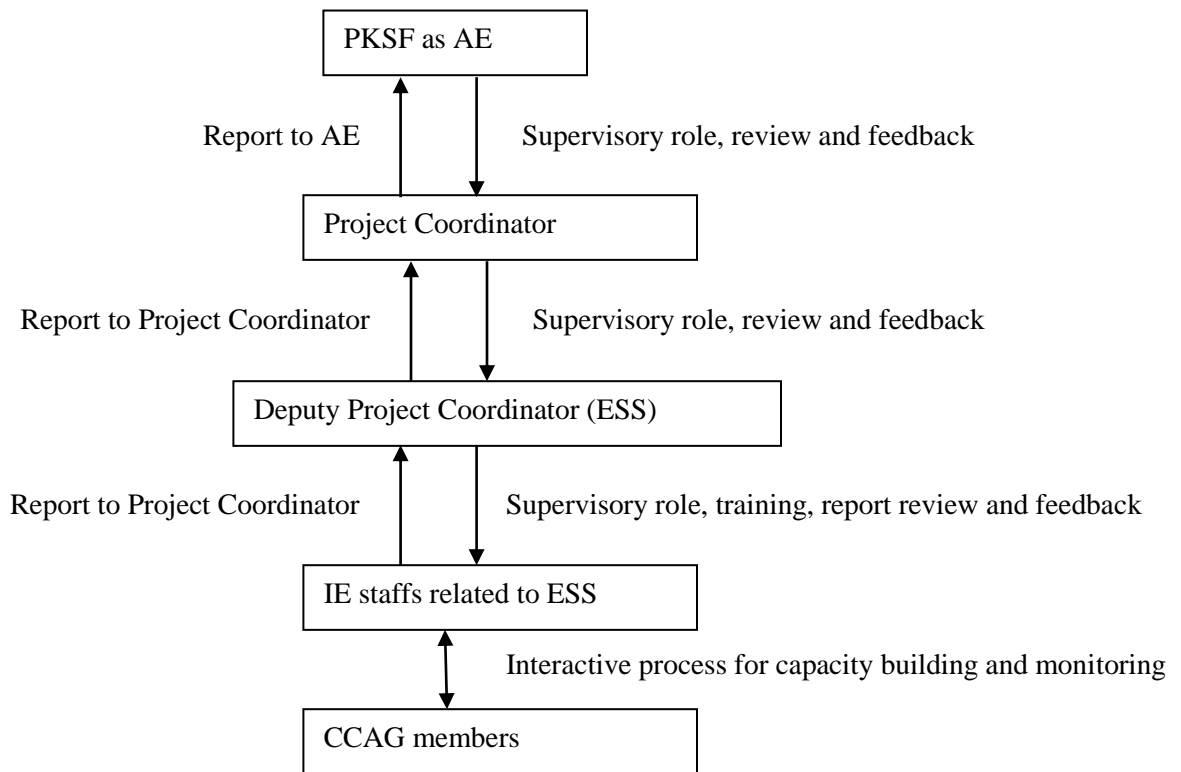 PKSF as AE
Report to AE
Supervisory role, review and feedback
Project Coordinator
Report to Project Coordinator
Supervisory role, review and feedback
Deputy Project Coordinator (ESS)
Report to Project Coordinator
Supervisory role, training, report review and feedback
IE staffs related to ESS
Interactive process for capacity building and monitoring
CCAG members